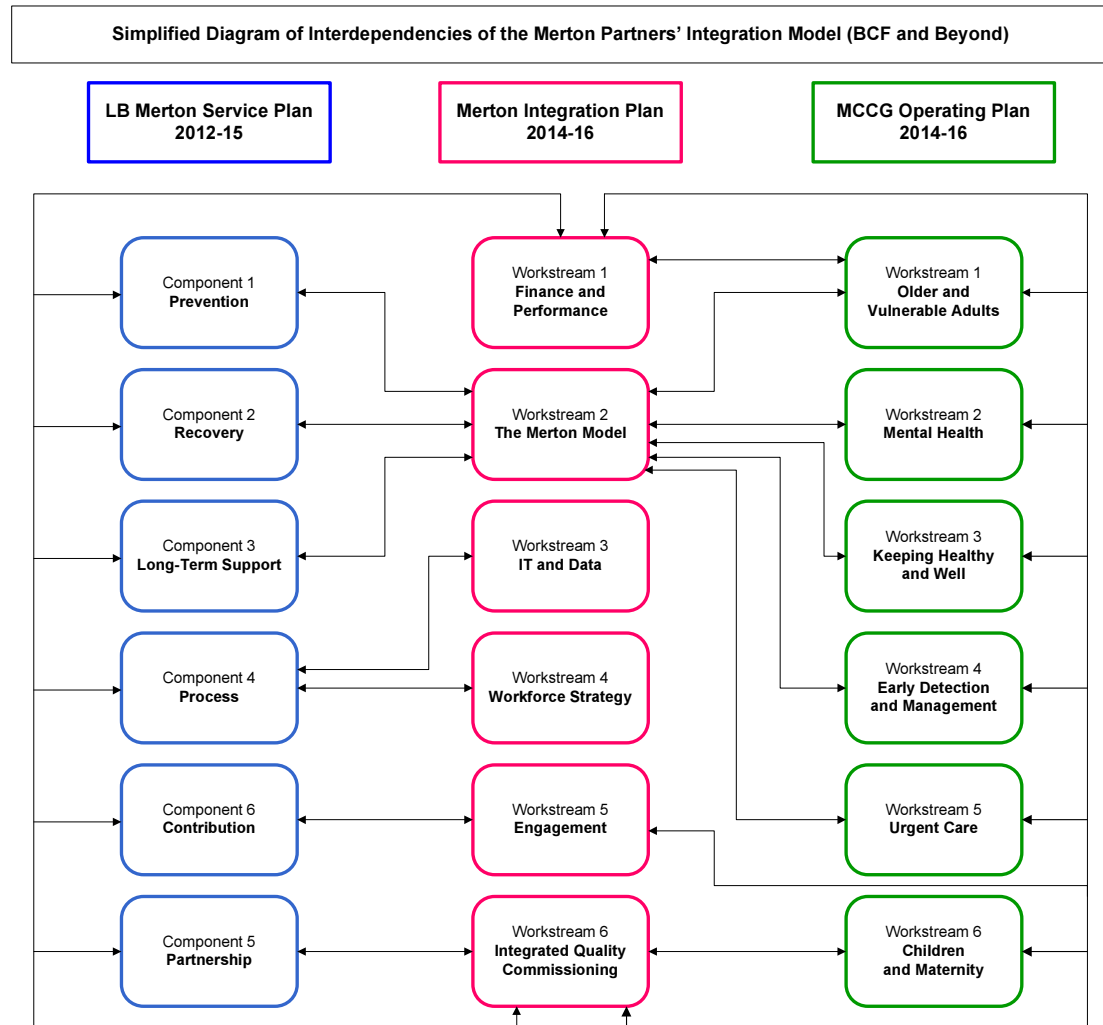 Simplified Diagram of Interdependencies of the Merton Partners' Integration Model (BCF and Beyond)
LB Merton Service Plan
2012-15
Merton Integration Plan
2014-16
MCCG Operating Plan
2014-16
Component 1
Prevention
Workstream 1
Finance and
Performance
Workstream 1
Older and
Vulnerable Adults
Component 2
Recovery
Workstream 2
The Merton Model
Workstream 2
Mental Health
Component 3
Long-Term Support
Workstream 3
IT and Data
Workstream 3
Keeping Healthy
and Well
Component 4
Process
Workstream 4
Workforce Strategy
Workstream 4
Early Detection
and Management
Component 6
Contribution
Workstream 5
Engagement
Workstream 5
Urgent Care
Component 5
Partnership
Workstream 6
Integrated Quality
Commissioning
Workstream 6
Children
and Maternity